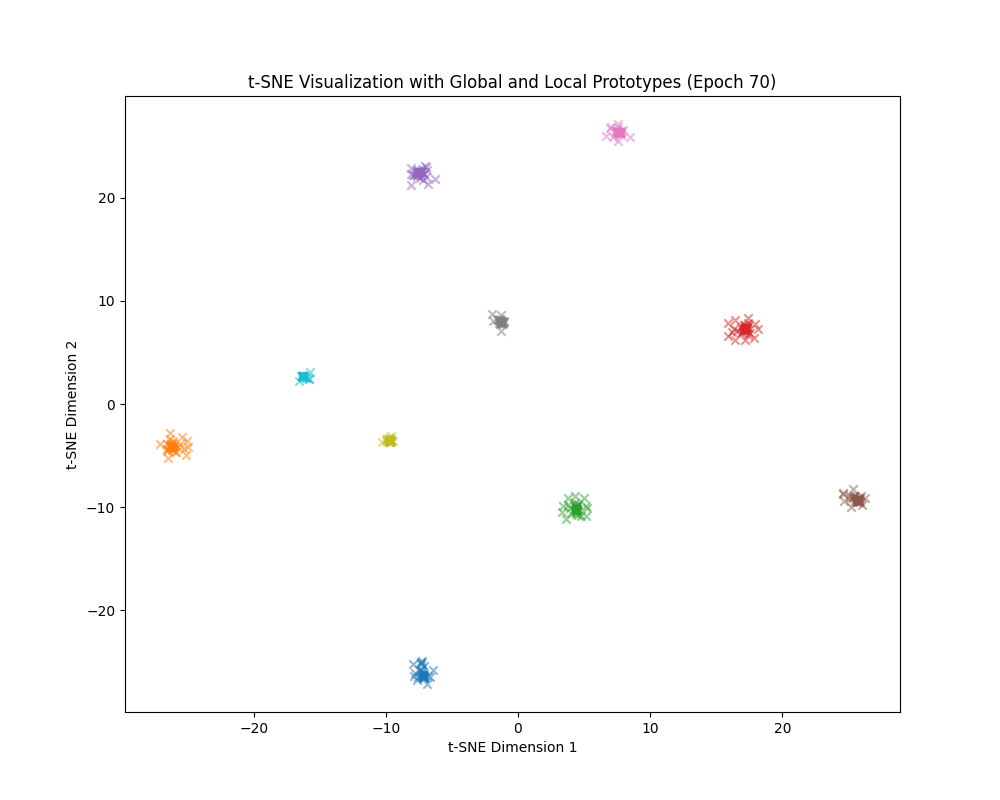 t-SNE Visualization with Global and Local Prototypes (Epoch 70)
20
10
0
−10
−20
t-SNE Dimension 2
−20 −10 0 10 20
t-SNE Dimension 1